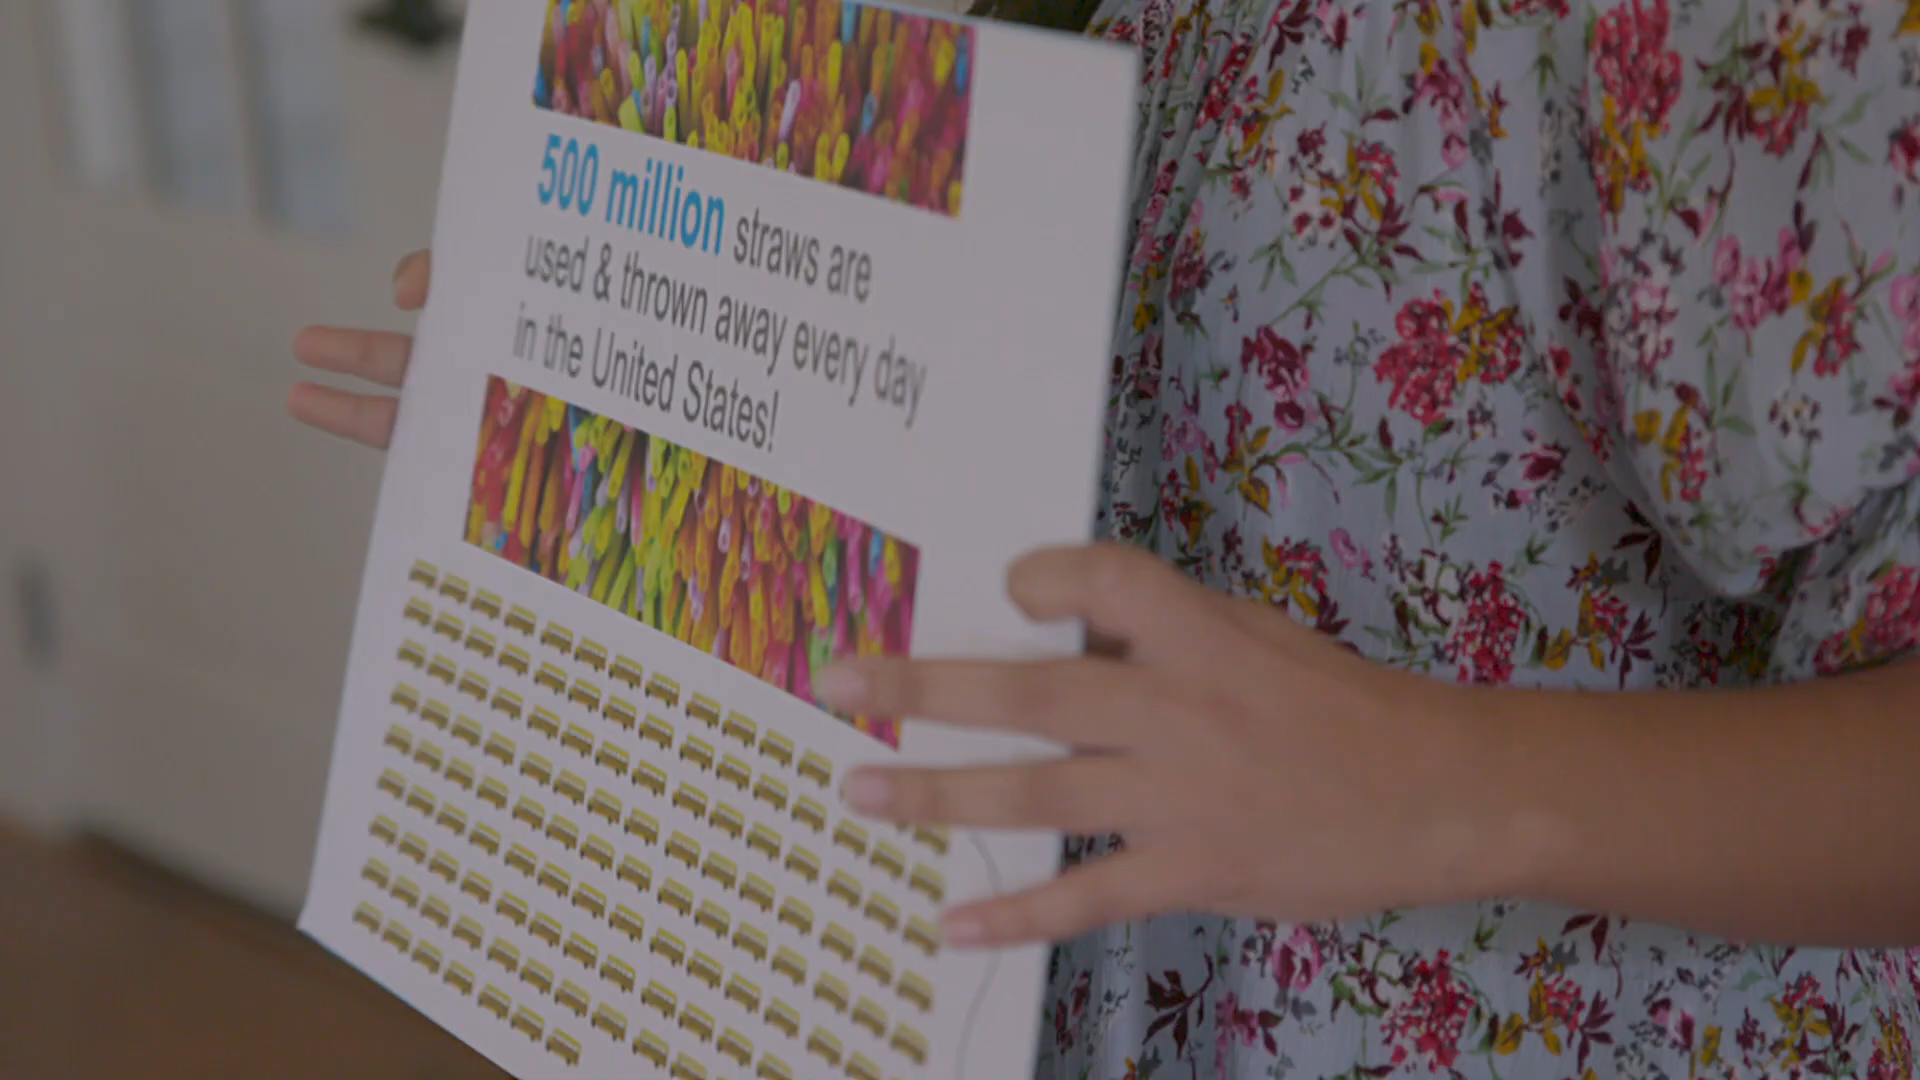 500 million straws are
used & thrown away every day
in the United States!